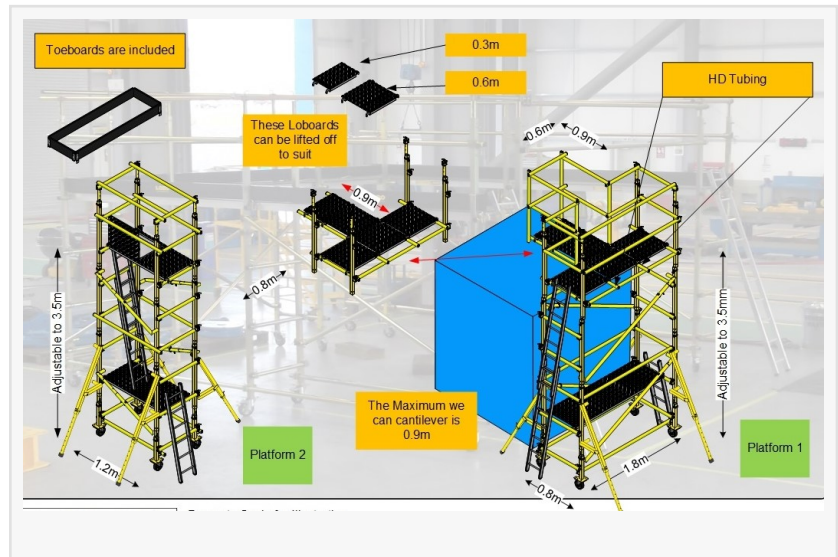 Toeboards are included
0.3m
0.6m
HD Tubing
These Loboards
can be lifted off
to suit
0.6m
0.9m
0.9m
0.8m
Adjustable to 3.5m
Adjustable to 3.5mm
The Maximum we
can cantilever is
0.9m
Platform 2
1.2m
Platform 1
1.8m
0.8m